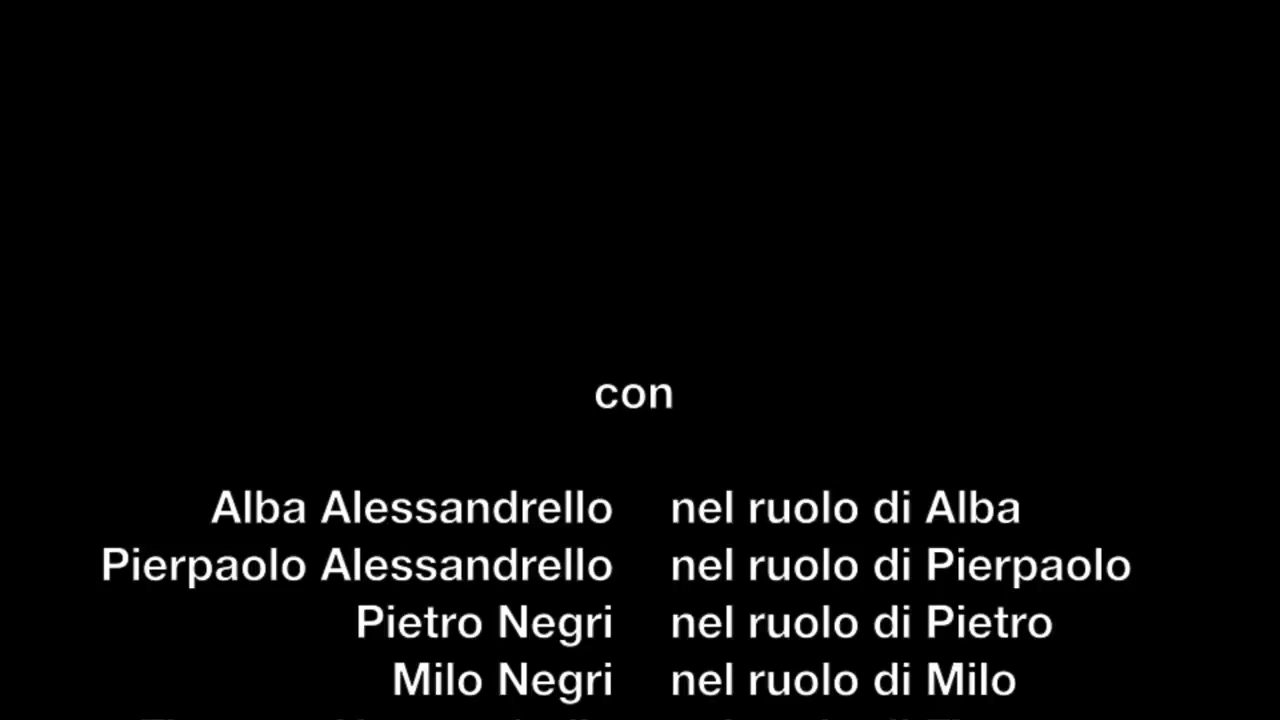 con
Alba Alessandrello nel ruolo di Alba
Pierpaolo Alessandrello nel ruolo di Pierpaolo
Pietro Negri nel ruolo di Pietro
Milo Negri nel ruolo di Milo